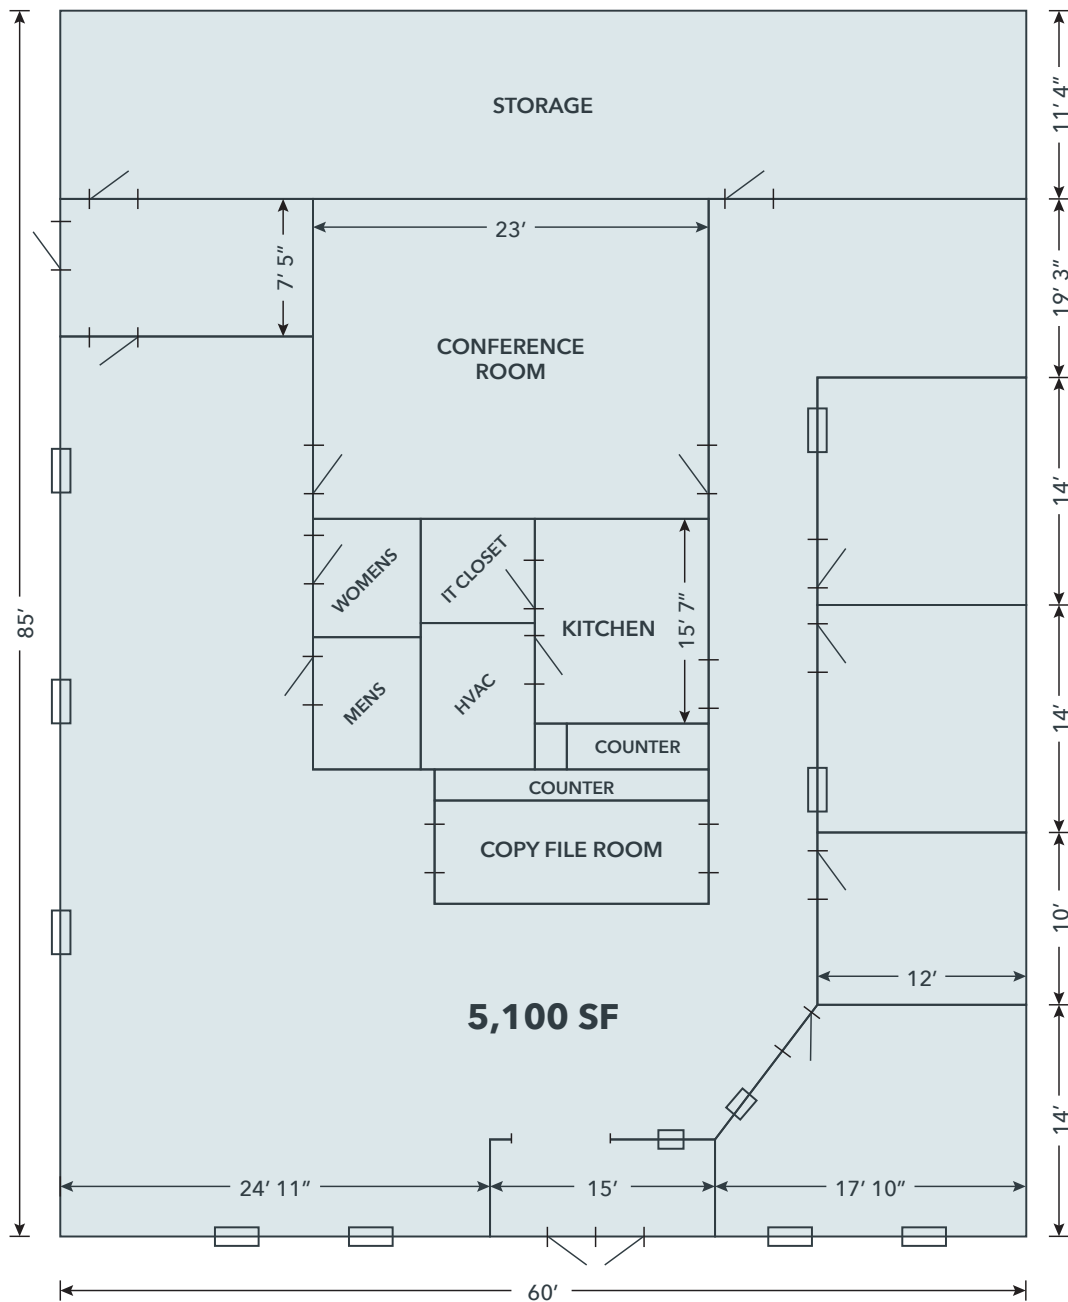 STORAGE
11′ 4″
23′
7′ 5″
19′ 3″
CONFERENCE
ROOM
14′
WOMENS
IT CLOSET
KITCHEN
15′ 7″
85′
MENS
HVAC
14′
COUNTER
COUNTER
COPY FILE ROOM
10′
12′
5,100 SF
14′
24′ 11″
15′
17′ 10″
60′